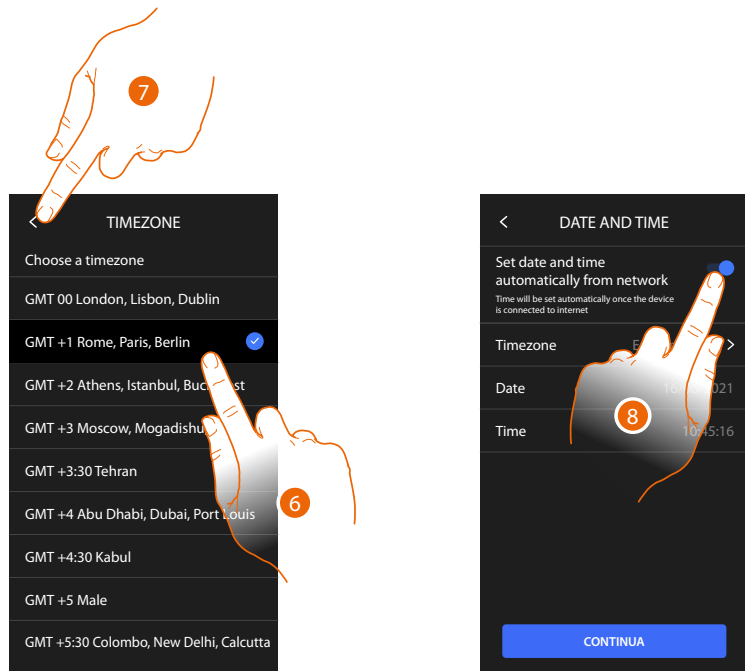 7
< TIMEZONE
Choose a timezone
GMT 00 London, Lisbon, Dublin
GMT +1 Rome, Paris, Berlin
GMT +2 Athens, Istanbul,
GMT +3 Moscow,
GMT +3:30 Tehran
GMT +4 Abu Dhabi, Dubai, Port Louis
6
GMT +4:30 Kabul
GMT +5 Male
GMT +5:30 Colombo, New Delhi, Calcutta
< DATE AND TIME
Set date and time
automatically from network
Time will be set automatically once the device
is connected to internet
Timezone >
Date
8
Time 10:45:16
CONTINUA